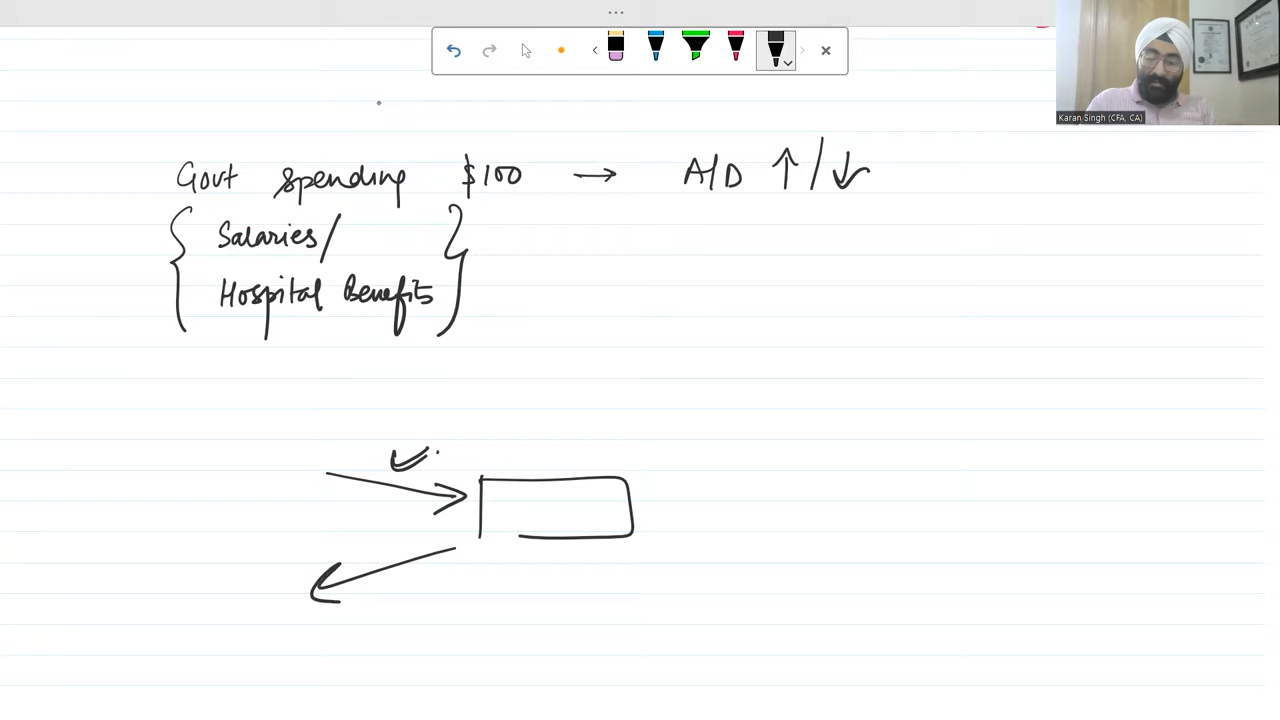 Govt spending $100 → A/D ↑/↓
{ Salaries/ }
Hospital Benefits
Karan Singh (CFA, CA)